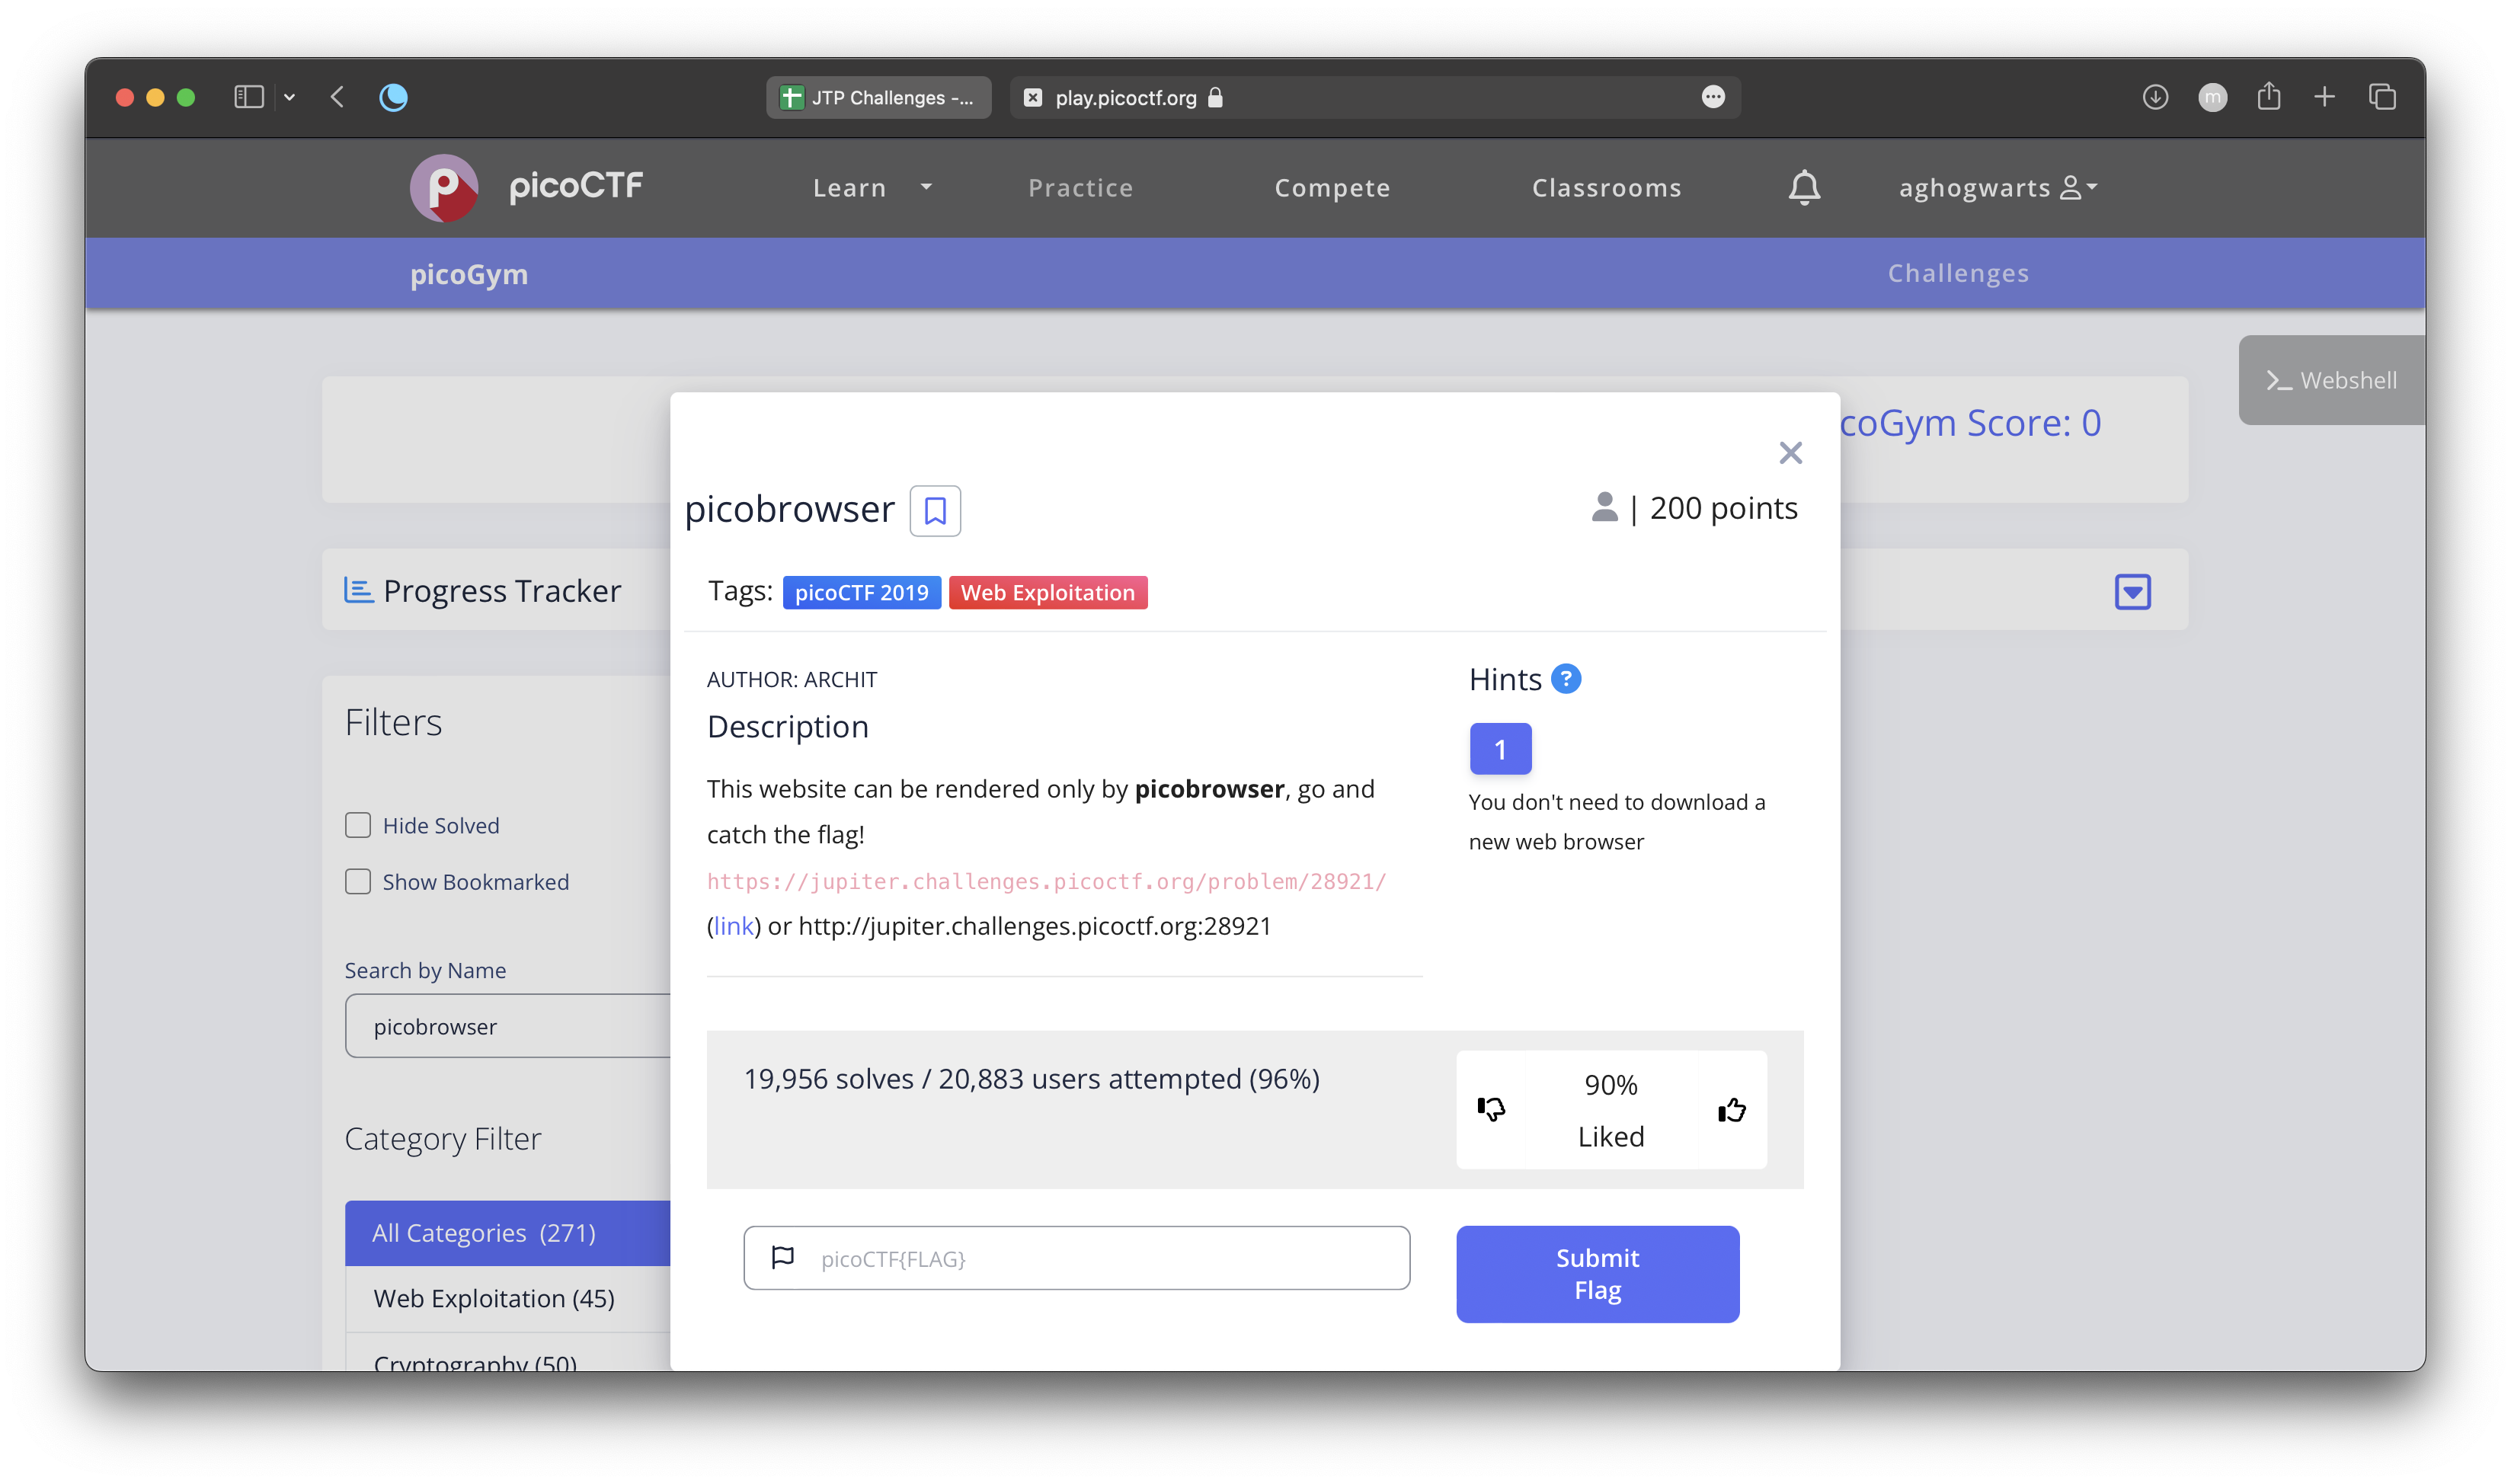 JTP Challenges -...
play.picoctf.org
m
picoCTF
Learn
Practice
Compete
Classrooms
aghogwarts
picoGym
Challenges
Webshell
coGym Score: 0
picobrowser
| 200 points
Progress Tracker
Tags: picoCTF 2019 Web Exploitation
AUTHOR: ARCHIT
Description
This website can be rendered only by picobrowser, go and
catch the flag!
https://jupiter.challenges.picoctf.org/problem/28921/
(link) or http://jupiter.challenges.picoctf.org:28921
Hints ?
1
You don't need to download a
new web browser
Filters
Hide Solved
Show Bookmarked
Search by Name
picobrowser
19,956 solves / 20,883 users attempted (96%)
90%
Liked
Category Filter
All Categories (271)
Web Exploitation (45)
Cryptography (50)
picoCTF{FLAG}
Submit
Flag